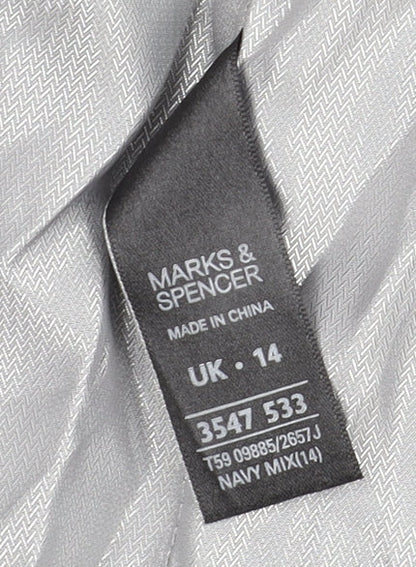 MARKS &
SPENCER
MADE IN CHINA
UK • 14
3547 533
T59 09885/2657J
NAVY MIX(14)